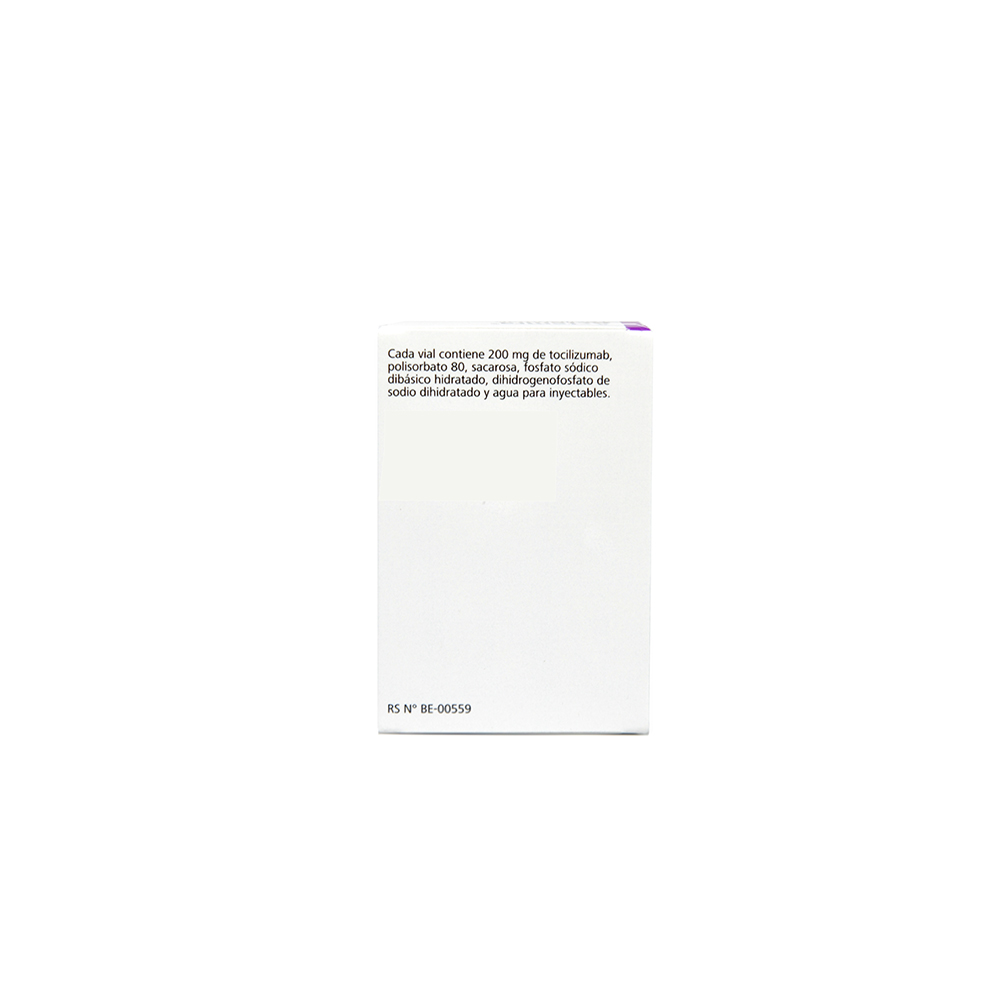 Cada vial contiene 200 mg de tocilizumab,
polisorbato 80, sacarosa, fosfato sódico
dibásico hidratado, dihidrogenofosfato de
sodio dihidratado y agua para inyectables.
RS N° BE-00559